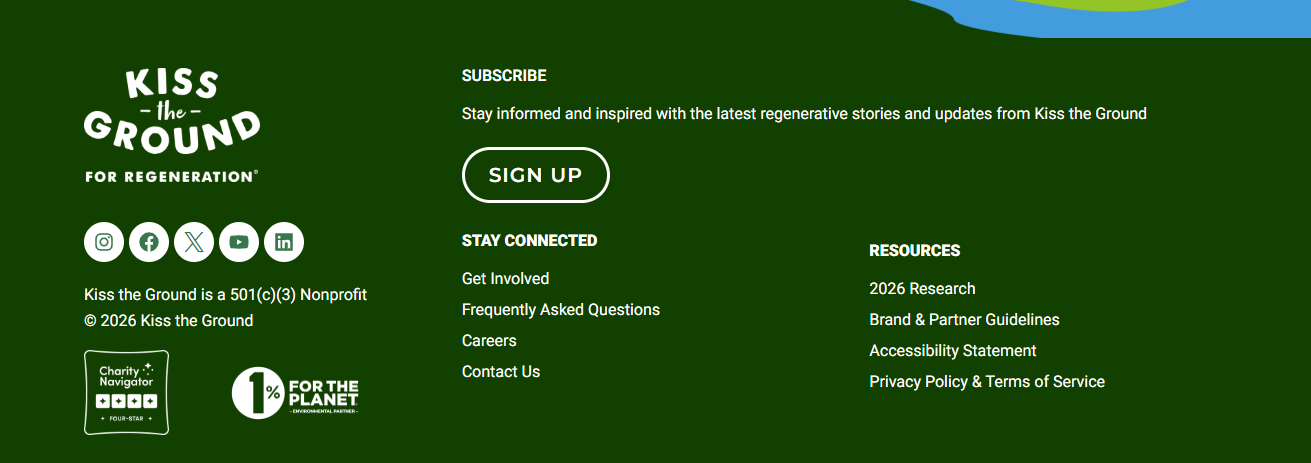 KISS
the
GROUND
FOR REGENERATION®
Kiss the Ground is a 501(c)(3) Nonprofit
© 2026 Kiss the Ground
Charity
Navigator
FOUR-STAR
1%
FOR THE
PLANET
ENVIRONMENTAL PARTNER
SUBSCRIBE
Stay informed and inspired with the latest regenerative stories and updates from Kiss the Ground
SIGN UP
STAY CONNECTED
Get Involved
Frequently Asked Questions
Careers
Contact Us
RESOURCES
2026 Research
Brand & Partner Guidelines
Accessibility Statement
Privacy Policy & Terms of Service